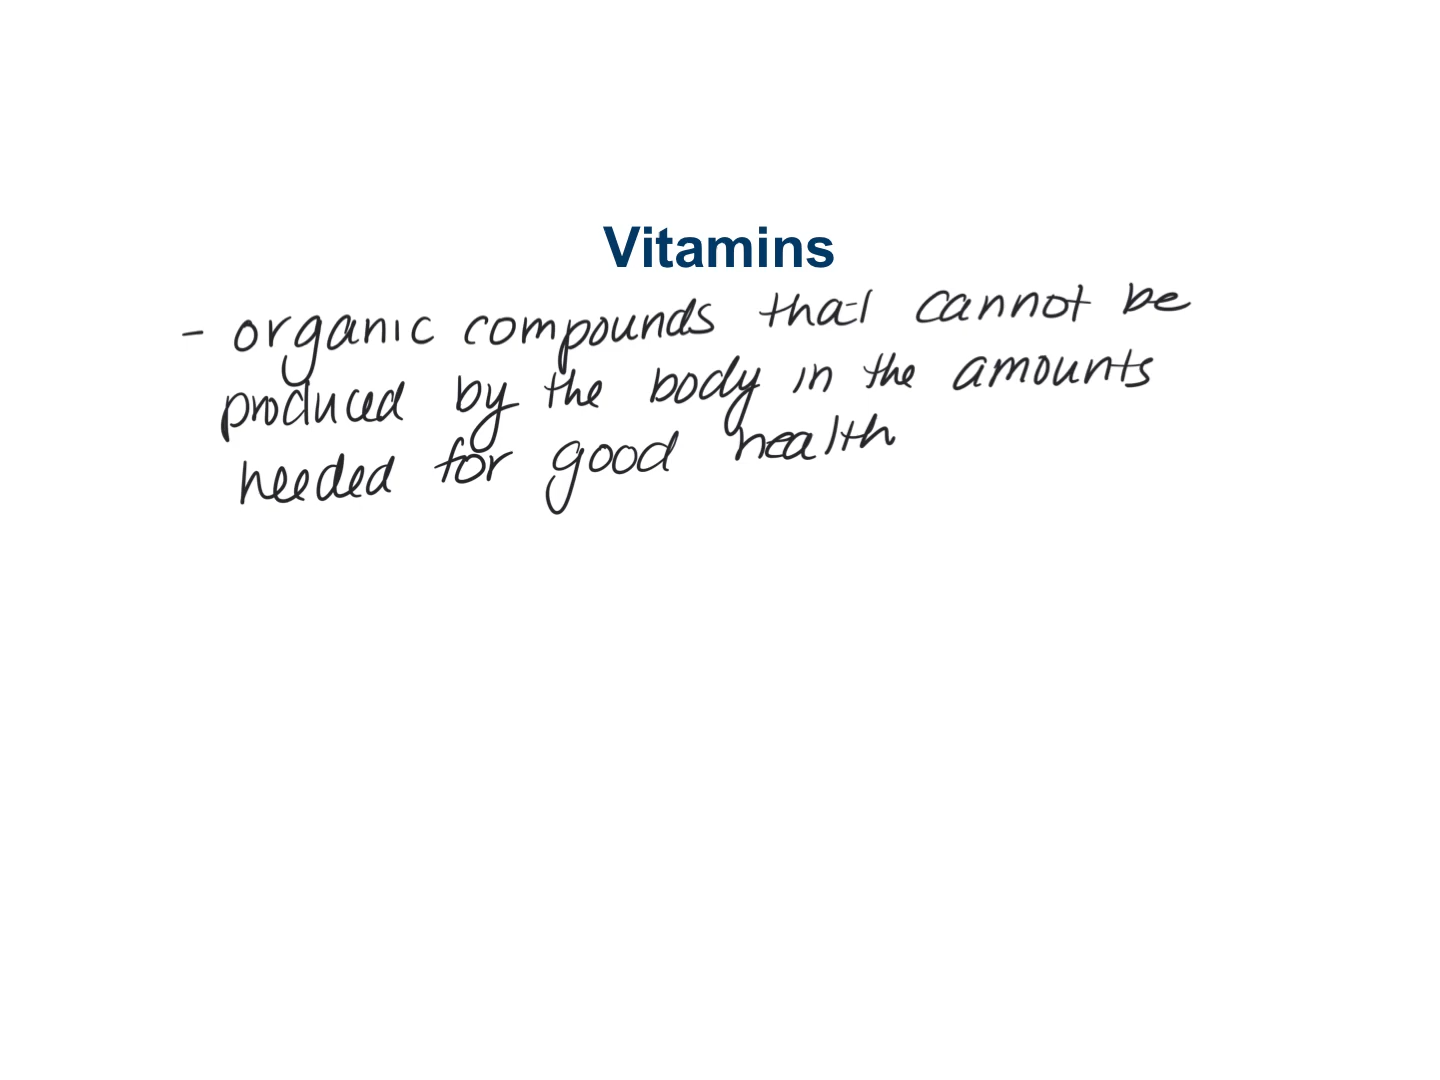 Vitamins
- organic compounds that cannot be
produced by the body in the amounts
needed for good health